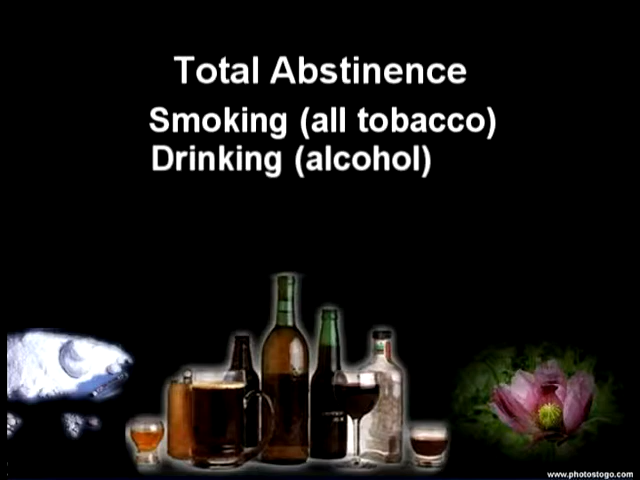 Total Abstinence
Smoking (all tobacco)
Drinking (alcohol)
www.photostogo.com